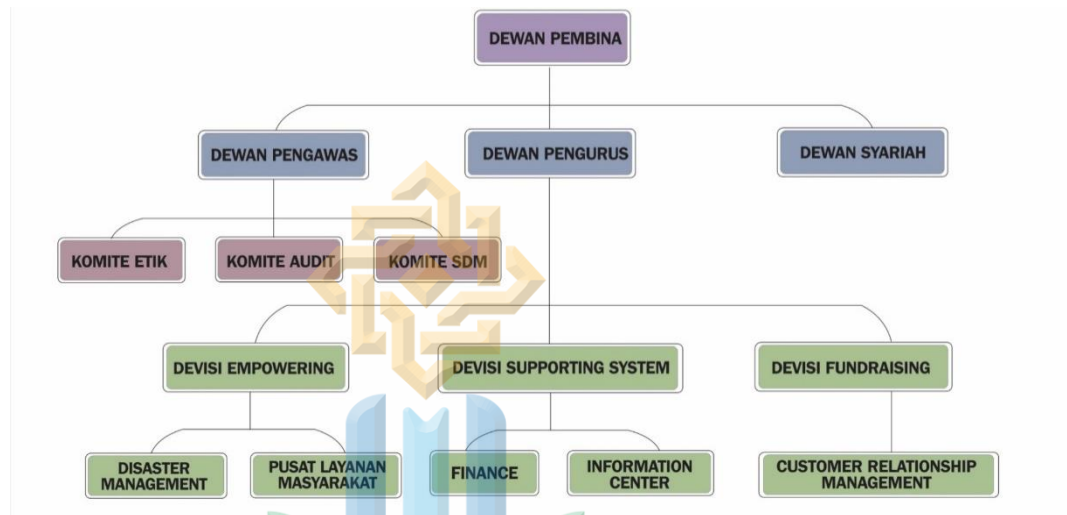 DEWAN PEMBINA
DEWAN PENGAWAS
DEWAN PENGURUS
DEWAN SYARIAH
KOMITE ETIK
KOMITE AUDIT
KOMITE SDM
DEVISI EMPOWERING
DEVISI SUPPORTING SYSTEM
DEVISI FUNDRAISING
DISASTER
MANAGEMENT
PUSAT LAYANAN
MASYARAKAT
FINANCE
INFORMATION
CENTER
CUSTOMER RELATIONSHIP
MANAGEMENT